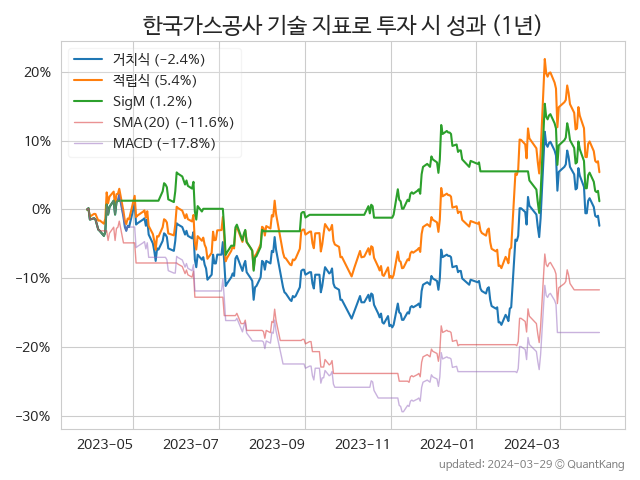 한국가스공사 기술 지표로 투자 시 성과 (1년)
거치식 (−2.4%)
적립식 (5.4%)
SigM (1.2%)
SMA(20) (−11.6%)
MACD (−17.8%)
20%
10%
0%
−10%
−20%
−30%
2023−05 2023−07 2023−09 2023−11 2024−01 2024−03
updated: 2024−03−29 © QuantKang